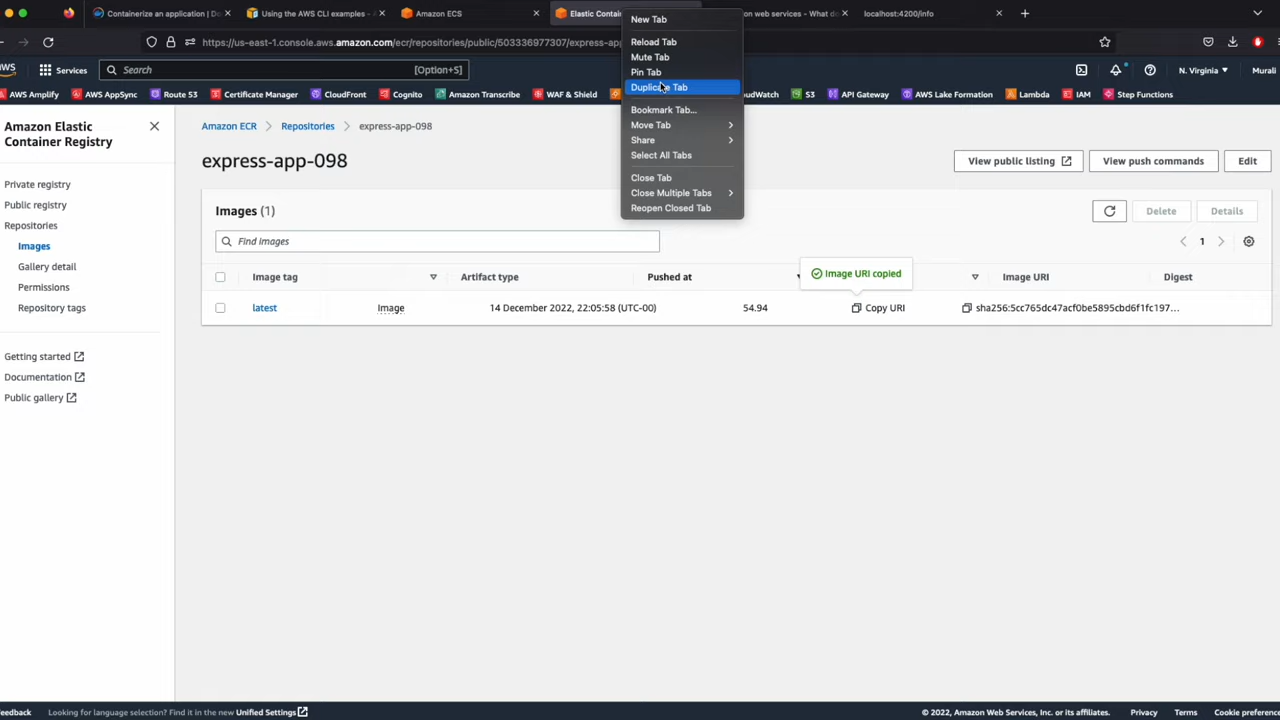 Containerize an application | Do
Using the AWS CLI examples - A
Amazon ECS
Elastic Contain
on web services - What do
localhost:4200/info
New Tab
Reload Tab
Mute Tab
Pin Tab
Duplicate Tab
Bookmark Tab...
Move Tab
Share
Select All Tabs
Close Tab
Close Multiple Tabs
Reopen Closed Tab
https://us-east-1.console.aws.amazon.com/ecr/repositories/public/503336977307/express-app
aws
Services
Search
[Option+S]
N. Virginia
Murali
AWS Amplify
AWS AppSync
Route 53
Certificate Manager
CloudFront
Cognito
Amazon Transcribe
WAF & Shield
oudWatch
S3
API Gateway
AWS Lake Formation
Lambda
IAM
Step Functions
Amazon Elastic
Container Registry
Private registry
Public registry
Repositories
Images
Gallery detail
Permissions
Repository tags
Getting started
Documentation
Public gallery
Amazon ECR
Repositories
express-app-098
express-app-098
View public listing
View push commands
Edit
Images (1)
Delete
Details
Find images
1
Image URI copied
Image tag
Artifact type
Pushed at
Image URI
Digest
latest
Image
14 December 2022, 22:05:58 (UTC-00)
54.94
Copy URI
sha256:5cc765dc47acf0be5895cbd6f1fc197...
eedback
Looking for language selection? Find it in the new Unified Settings
© 2022, Amazon Web Services, Inc. or its affiliates.
Privacy
Terms
Cookie preference